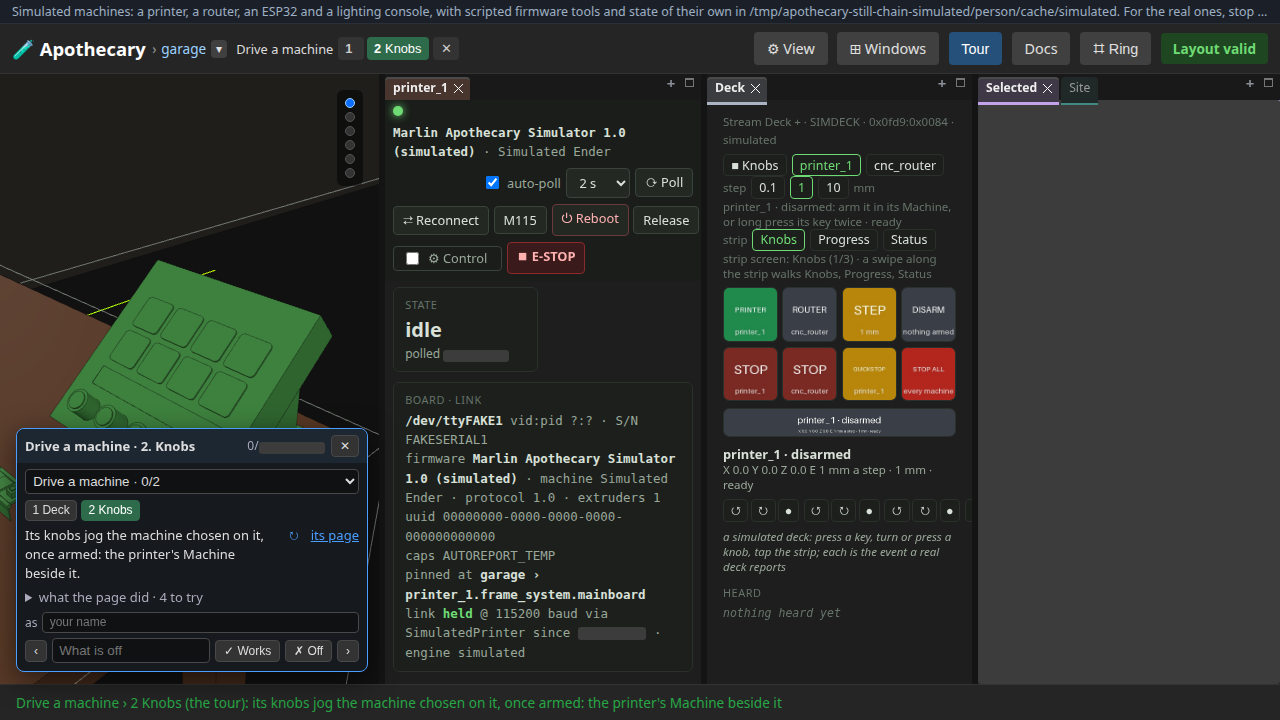 Simulated machines: a printer, a router, an ESP32 and a lighting console, with scripted firmware tools and state of their own in /tmp/apothecary-still-chain-simulated/person/cache/simulated. For the real ones, stop ...
Apothecary › garage ▾ Drive a machine 1 2 Knobs ✕ ⚙ View ⊞ Windows Tour Docs Ring Layout valid
printer_1
Marlin Apothecary Simulator 1.0
(simulated) · Simulated Ender
auto-poll 2 s ⟳ Poll
⇄ Reconnect M115 ⏻ Reboot Release
⚙ Control ■ E-STOP
STATE
idle
polled
BOARD · LINK
/dev/ttyFAKE1 vid:pid ?:? · S/N
FAKESERIAL1
firmware Marlin Apothecary Simulator
1.0 (simulated) · machine Simulated
Ender · protocol 1.0 · extruders 1
uuid 00000000-0000-0000-0000-
000000000000
caps AUTOREPORT_TEMP
pinned at garage ›
printer_1.frame_system.mainboard
link held @ 115200 baud via
SimulatedPrinter since ·
engine simulated
Deck
Stream Deck + · SIMDECK · 0x0fd9:0x0084 ·
simulated
■ Knobs printer_1 cnc_router
step 0.1 1 10 mm
printer_1 · disarmed: arm it in its Machine,
or long press its key twice · ready
strip Knobs Progress Status
strip screen: Knobs (1/3) · a swipe along
the strip walks Knobs, Progress, Status
PRINTER ROUTER STEP DISARM
printer_1 cnc_router 1 mm nothing armed
STOP STOP QUICKSTOP STOP ALL
printer_1 cnc_router printer_1 every machine
printer_1 · disarmed
X 0.0 Y 0.0 Z 0.0 E 1 mm a step · 1 mm · ready
printer_1 · disarmed
X 0.0 Y 0.0 Z 0.0 E 1 mm a step · 1 mm ·
ready
↺ ↻ ● ↺ ↻ ● ↺ ↻ ●
a simulated deck: press a key, turn or press a
knob, tap the strip; each is the event a real
deck reports
HEARD
nothing heard yet
Selected Site
Drive a machine · 2. Knobs 0/ ✕
Drive a machine · 0/2
1 Deck 2 Knobs
Its knobs jog the machine chosen on it, ↻ its page
once armed: the printer's Machine
beside it.
▶ what the page did · 4 to try
as your name
‹ What is off ✓ Works ✗ Off ›
Drive a machine › 2 Knobs (the tour): its knobs jog the machine chosen on it, once armed: the printer's Machine beside it